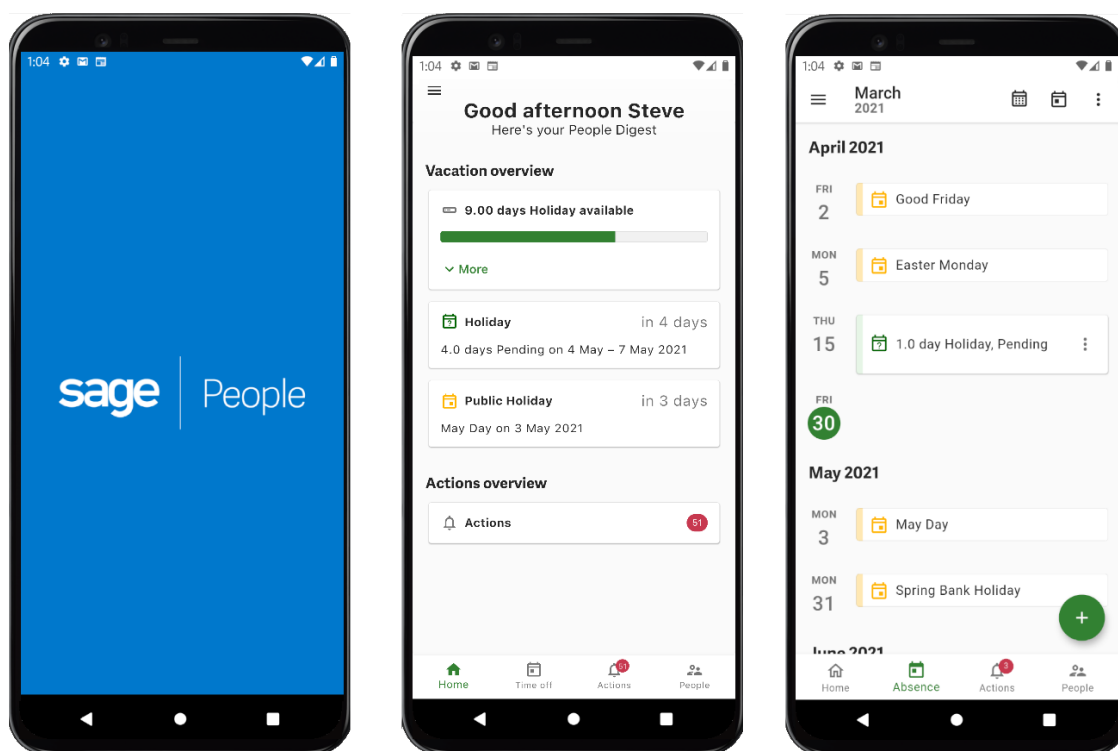 1:04
sage People
1:04
Good afternoon Steve
Here's your People Digest
Vacation overview
9.00 days Holiday available
More
Holiday in 4 days
4.0 days Pending on 4 May – 7 May 2021
Public Holiday in 3 days
May Day on 3 May 2021
Actions overview
Actions 51
51
Home Time off Actions People
1:04
March
2021
April 2021
FRI
2 Good Friday
MON
5 Easter Monday
THU
15 1.0 day Holiday, Pending
FRI
30
May 2021
MON
3 May Day
MON
31 Spring Bank Holiday
+
June 2021
3
Home Absence Actions People